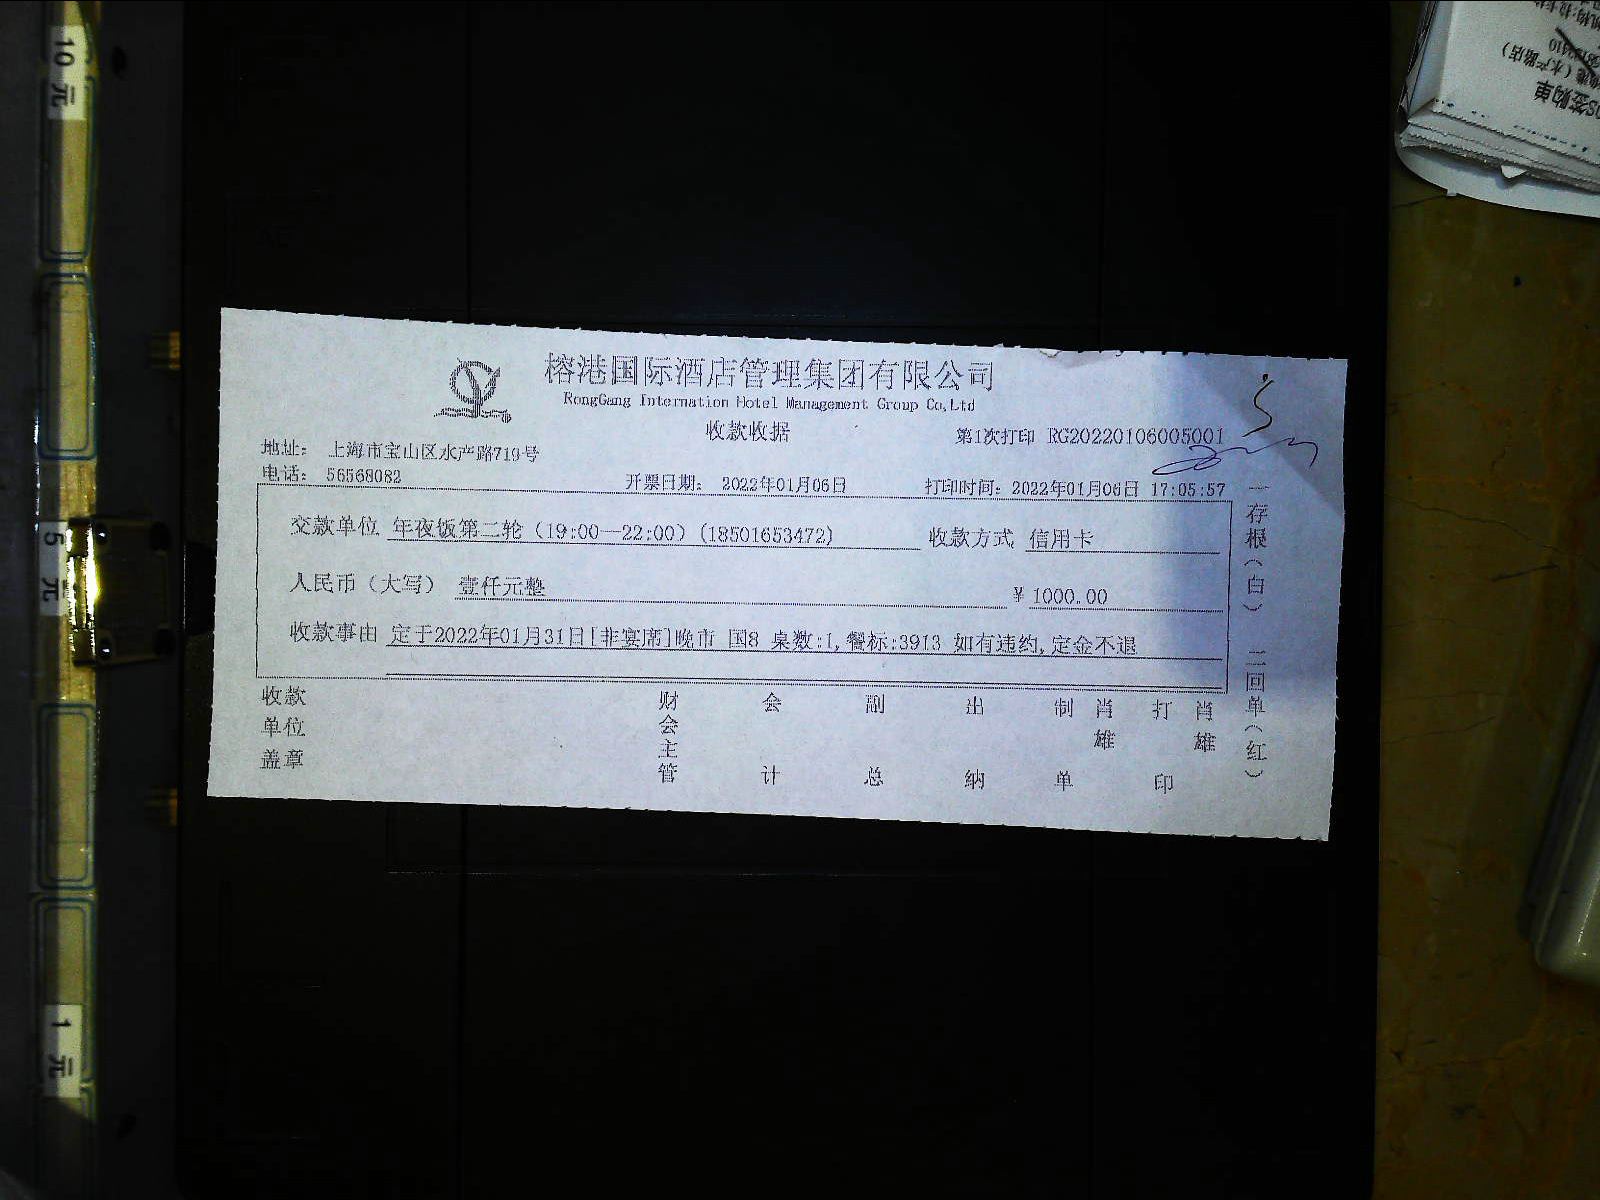 榕港国际酒店管理集团有限公司
RongGang Internation Hotel Management Group Co,Ltd
收款收据
第1次打印 RG20220106005001
地址: 上海市宝山区水产路719号
电话: 56568082
开票日期: 2022年01月06日
打印时间: 2022年01月06日 17:05:57
交款单位 年夜饭第二轮（19:00—22:00）(18501653472)
收款方式 信用卡
人民币（大写） 壹仟元整
¥ 1000.00
收款事由 定于2022年01月31日[非宴席]晚市 国8 桌数:1,餐标:3913 如有违约,定金不退
收款单位盖章
财会主管
会计
副总
出纳
制单
肖雄
打印
肖雄
一存根（白）
二回单（红）
10 元
5 元
1 元
签购单
（水产路店）